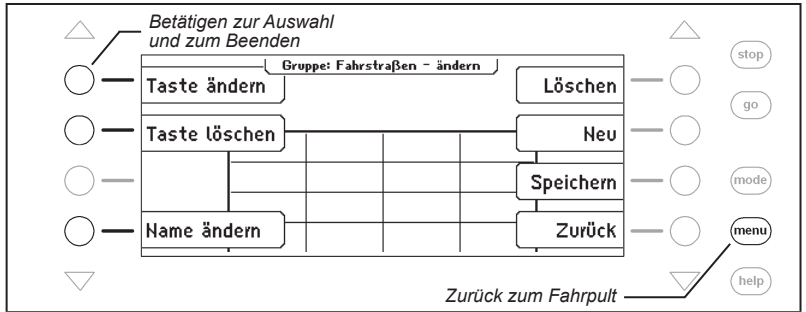 Betätigen zur Auswahl
und zum Beenden
Gruppe: Fahrstraßen - ändern
stop
Taste ändern
Löschen
go
Taste löschen
Neu
Speichern
mode
Name ändern
Zurück
menu
help
Zurück zum Fahrpult